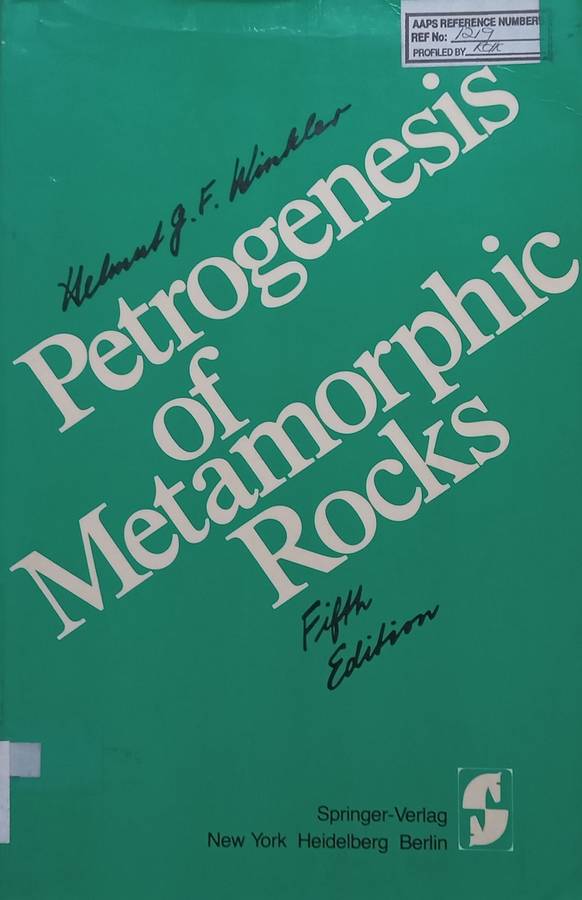 AAPS REFERENCE NUMBER
REF No: 1219
PROFILED BY
Helmut G. F. Winkler
Petrogenesis
of
Metamorphic
Rocks
Fifth
Edition
Springer-Verlag
New York Heidelberg Berlin